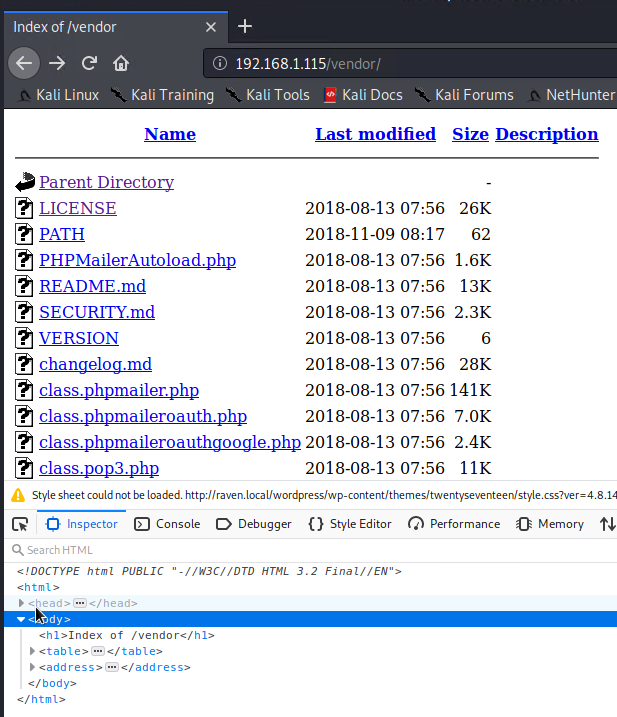 Index of /vendor
192.168.1.115/vendor/
Kali Linux Kali Training Kali Tools Kali Docs Kali Forums NetHunter
Name Last modified Size Description
Parent Directory -
LICENSE 2018-08-13 07:56 26K
PATH 2018-11-09 08:17 62
PHPMailerAutoload.php 2018-08-13 07:56 1.6K
README.md 2018-08-13 07:56 13K
SECURITY.md 2018-08-13 07:56 2.3K
VERSION 2018-08-13 07:56 6
changelog.md 2018-08-13 07:56 28K
class.phpmailer.php 2018-08-13 07:56 141K
class.phpmaileroauth.php 2018-08-13 07:56 7.0K
class.phpmaileroauthgoogle.php 2018-08-13 07:56 2.4K
class.pop3.php 2018-08-13 07:56 11K
Style sheet could not be loaded. http://raven.local/wordpress/wp-content/themes/twentyseventeen/style.css?ver=4.8.14
Inspector Console Debugger Style Editor Performance Memory
Search HTML
<!DOCTYPE html PUBLIC "-//W3C//DTD HTML 3.2 Final//EN">
<html>
<head> </head>
<body>
<h1>Index of /vendor</h1>
<table> </table>
<address> </address>
</body>
</html>